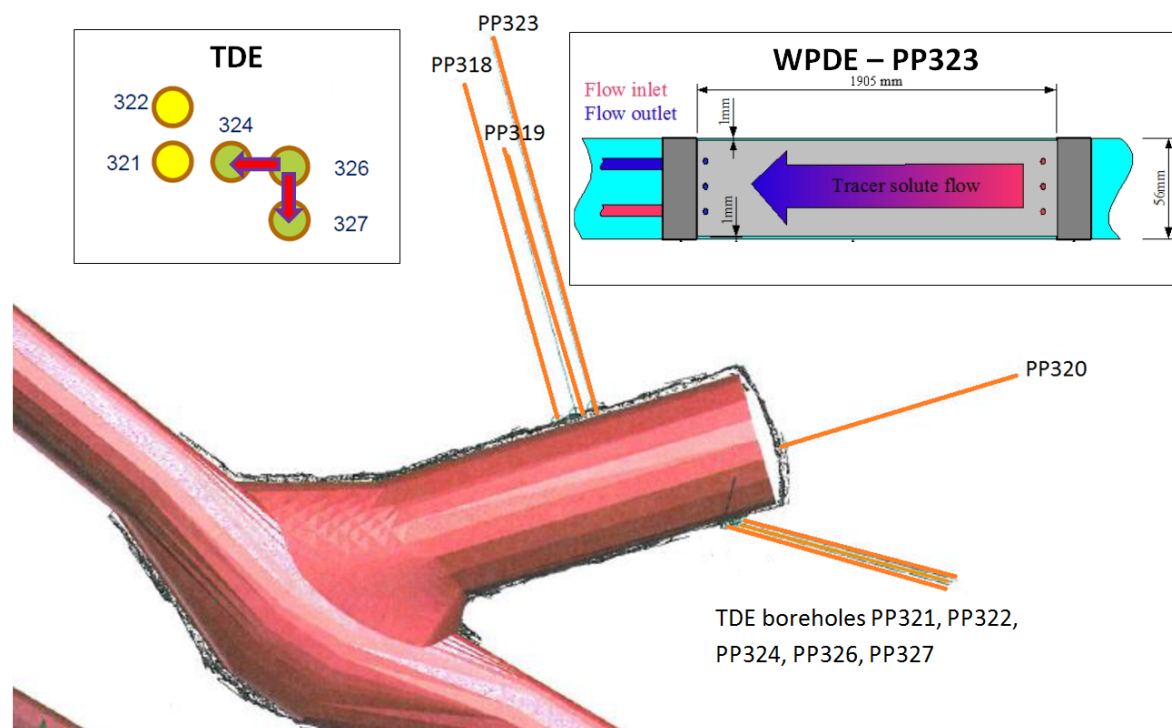 TDE
322
324
321
326
327
PP323
PP318
PP319
WPDE – PP323
1905 mm
Flow inlet
Flow outlet
1mm
Tracer solute flow
1mm
56mm
PP320
TDE boreholes PP321, PP322,
PP324, PP326, PP327